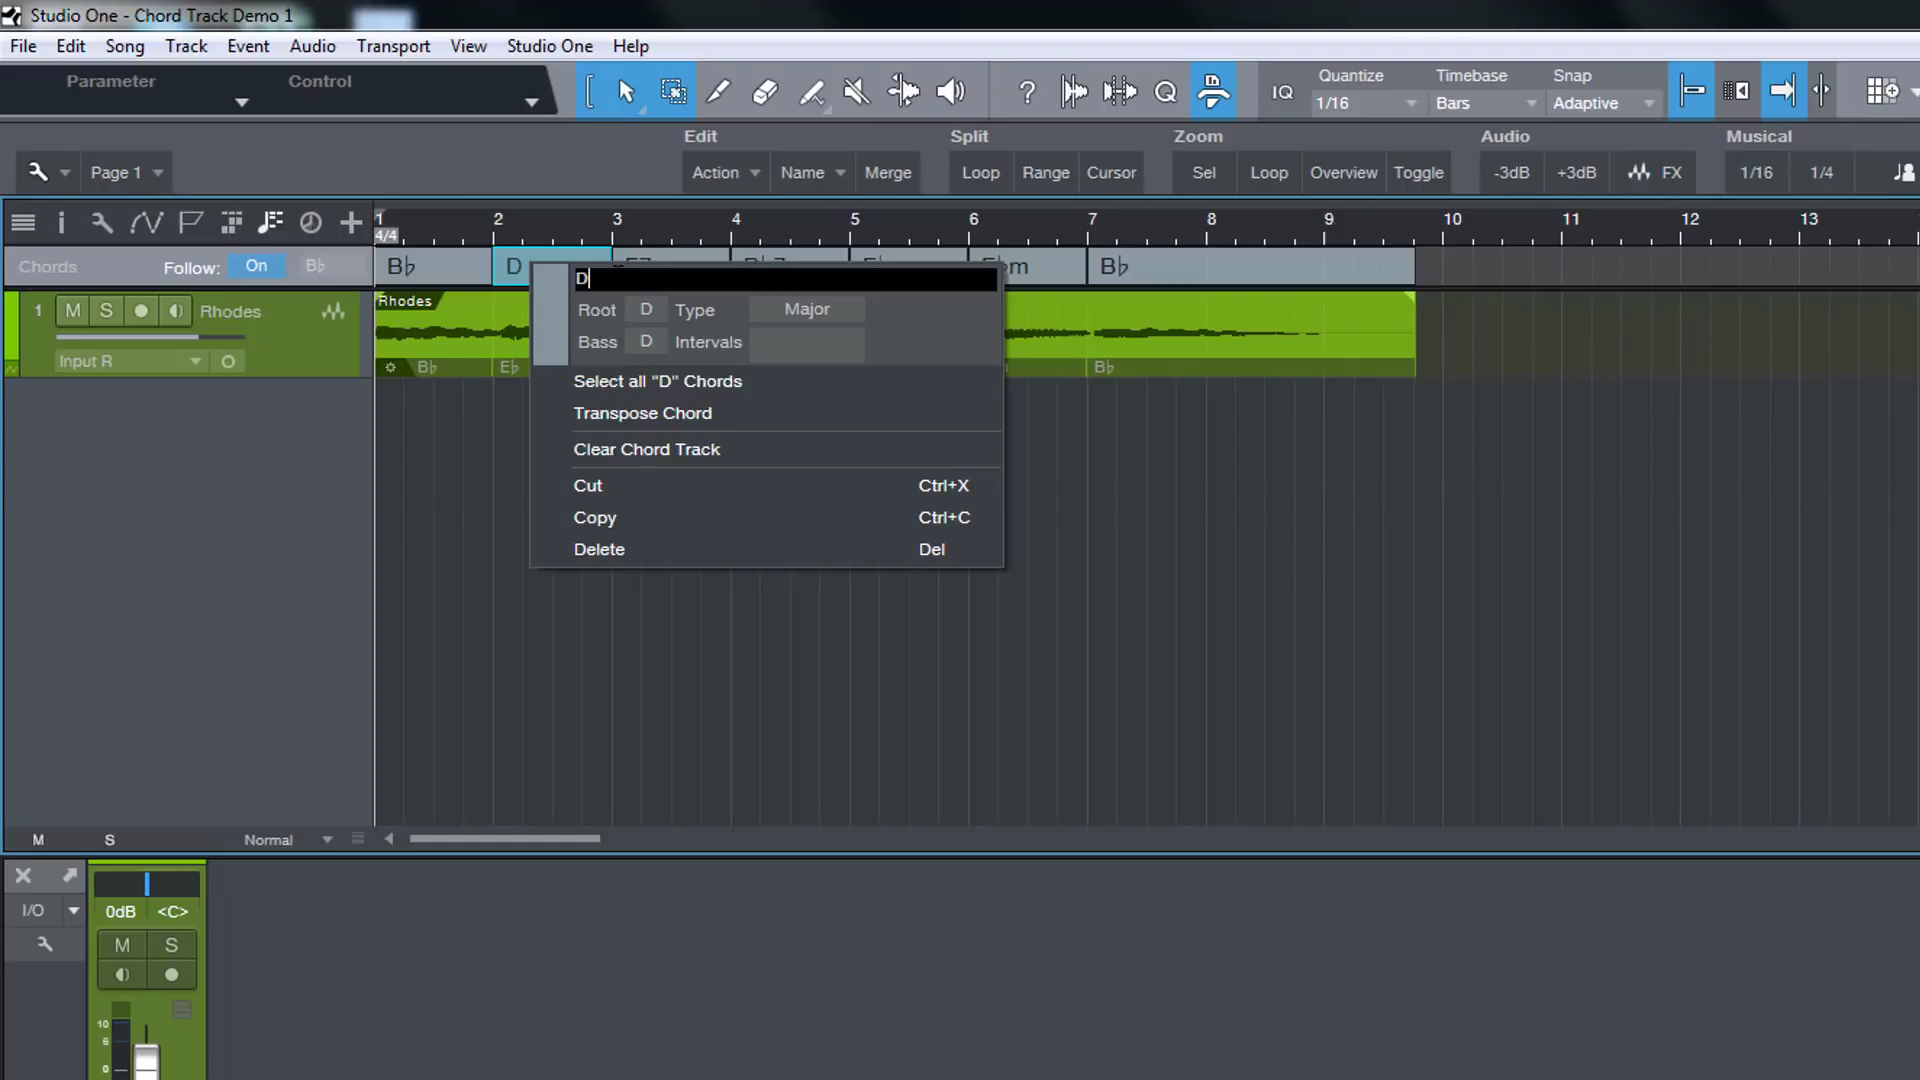 Studio One - Chord Track Demo 1
File Edit Song Track Event Audio Transport View Studio One Help
Parameter Control
? Q IQ
Quantize Timebase Snap
1/16 Bars Adaptive
Edit Split Zoom Audio Musical
Page 1 Action Name Merge Loop Range Cursor Sel Loop Overview Toggle -3dB +3dB FX 1/16 1/4
i 1 2 3 4 5 6 7 8 9 10 11 12 13
4/4
Chords Follow: On B♭ B♭ D B♭
D
1 M S Rhodes
Rhodes
Root D Type Major
Bass D Intervals
Input R
B♭ E♭ B♭
Select all "D" Chords
Transpose Chord
Clear Chord Track
Cut Ctrl+X
Copy Ctrl+C
Delete Del
M S Normal
I/O 0dB <C>
M S
10
6
0